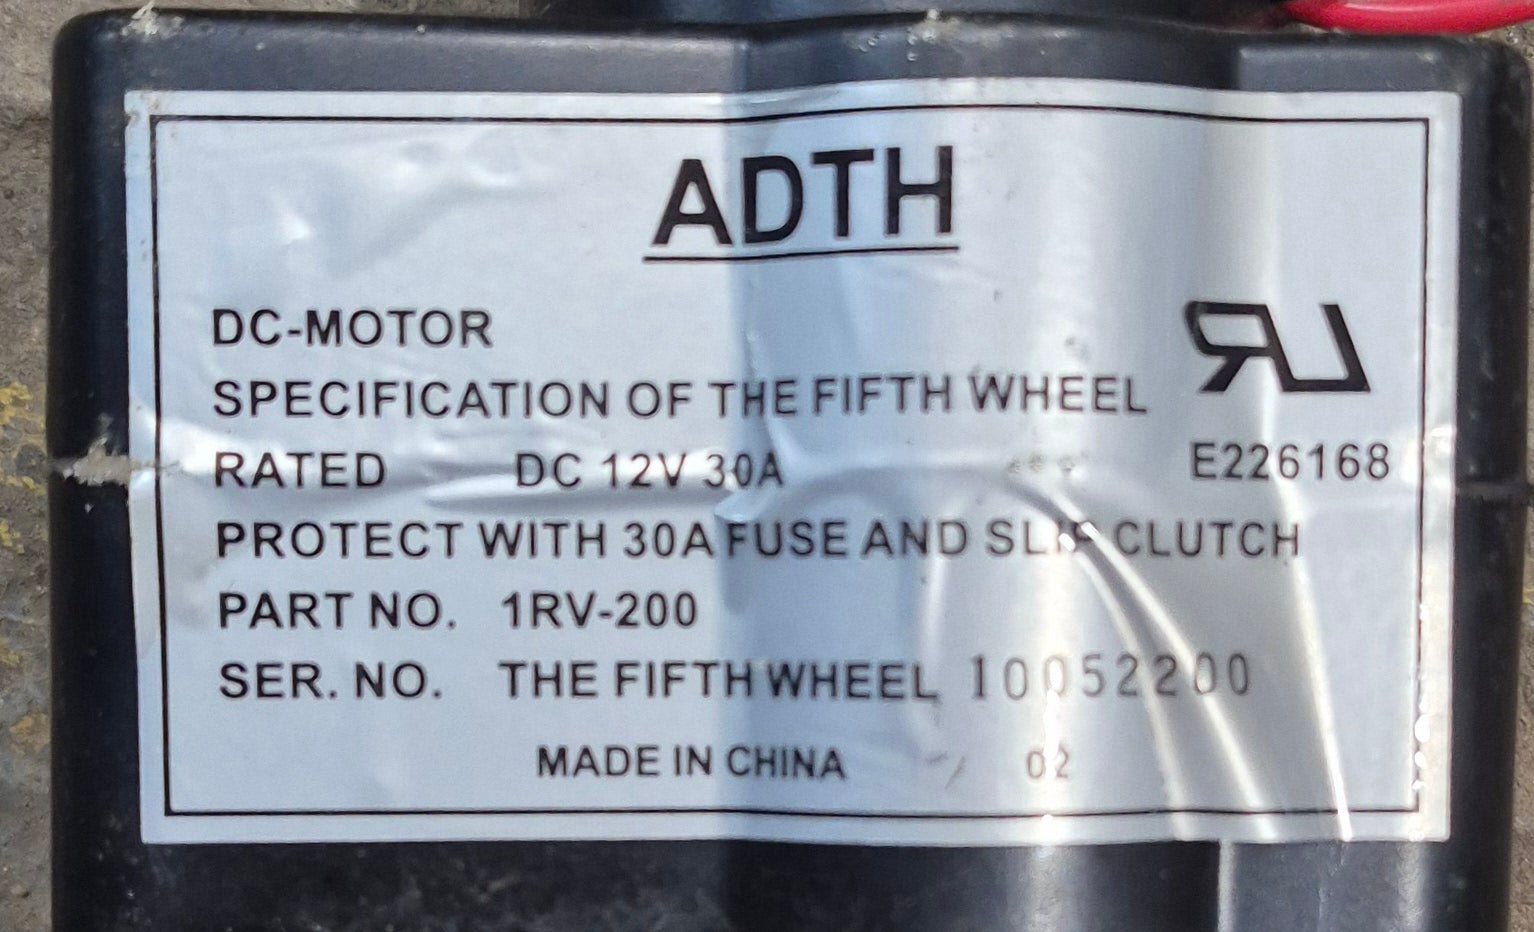 ADTH
DC-MOTOR
SPECIFICATION OF THE FIFTH WHEEL
RATED DC 12V 30A E226168
PROTECT WITH 30A FUSE AND SLIP CLUTCH
PART NO. 1RV-200
SER. NO. THE FIFTH WHEEL 10052200
MADE IN CHINA 02